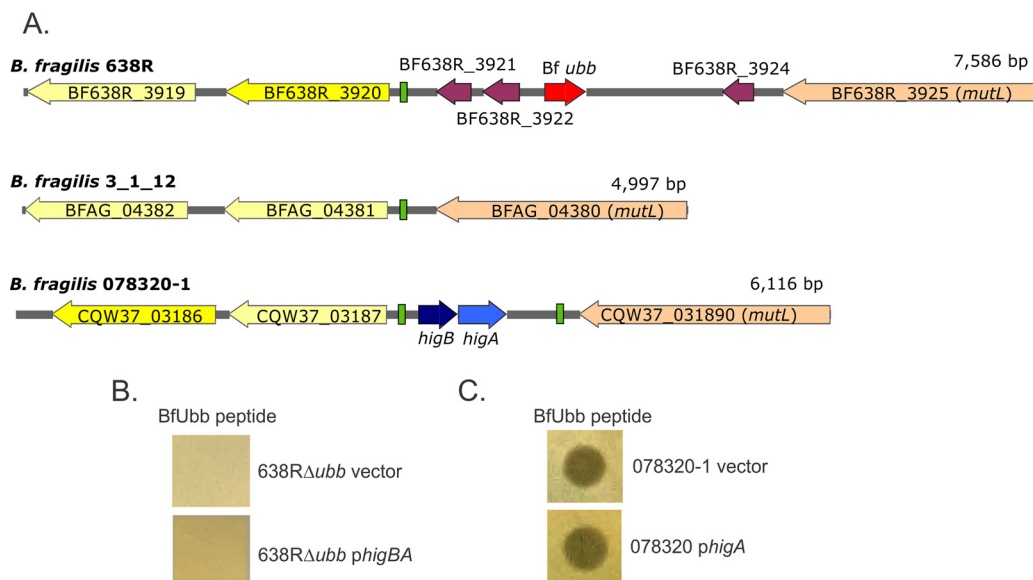 A.
B. fragilis 638R
BF638R_3921
Bf ubb
BF638R_3924
7,586 bp
BF638R_3919
BF638R_3920
BF638R_3922
BF638R_3925 (mutL)
B. fragilis 3_1_12
4,997 bp
BFAG_04382
BFAG_04381
BFAG_04380 (mutL)
B. fragilis 078320-1
6,116 bp
CQW37_03186
CQW37_03187
higB
higA
CQW37_031890 (mutL)
B.
BfUbb peptide
638RΔubb vector
638RΔubb phigBA
C.
BfUbb peptide
078320-1 vector
078320 phigA